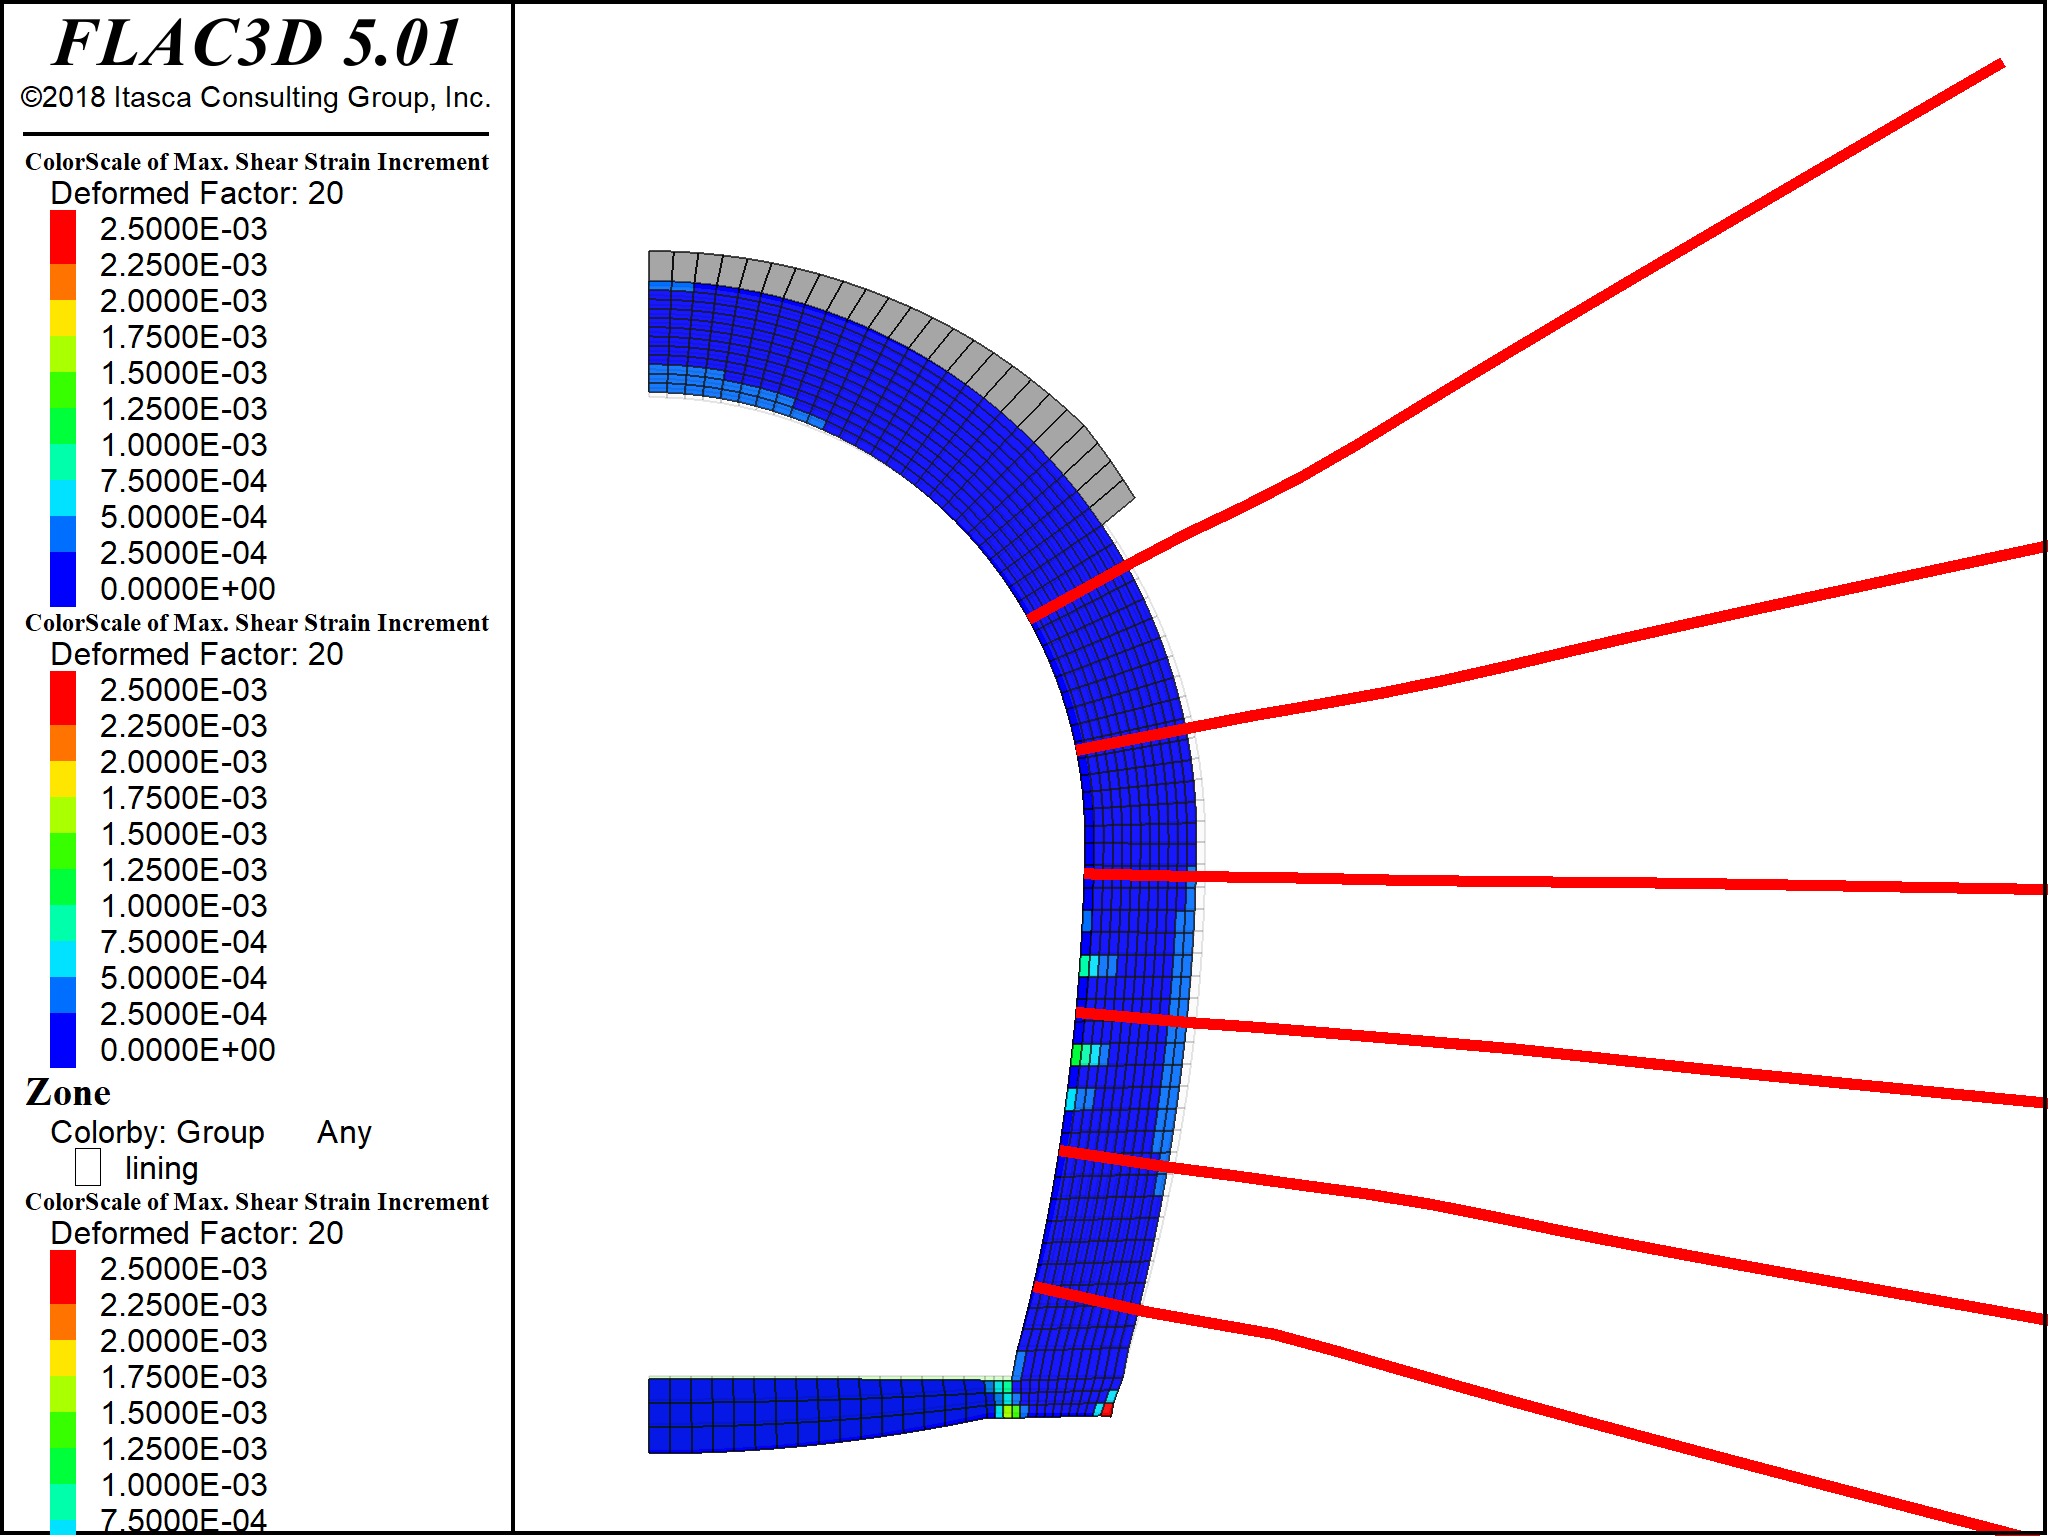 FLAC3D 5.01
©2018 Itasca Consulting Group, Inc.
ColorScale of Max. Shear Strain Increment
Deformed Factor: 20
2.5000E-03
2.2500E-03
2.0000E-03
1.7500E-03
1.5000E-03
1.2500E-03
1.0000E-03
7.5000E-04
5.0000E-04
2.5000E-04
0.0000E+00
ColorScale of Max. Shear Strain Increment
Deformed Factor: 20
2.5000E-03
2.2500E-03
2.0000E-03
1.7500E-03
1.5000E-03
1.2500E-03
1.0000E-03
7.5000E-04
5.0000E-04
2.5000E-04
0.0000E+00
Zone
Colorby: Group Any
lining
ColorScale of Max. Shear Strain Increment
Deformed Factor: 20
2.5000E-03
2.2500E-03
2.0000E-03
1.7500E-03
1.5000E-03
1.2500E-03
1.0000E-03
7.5000E-04